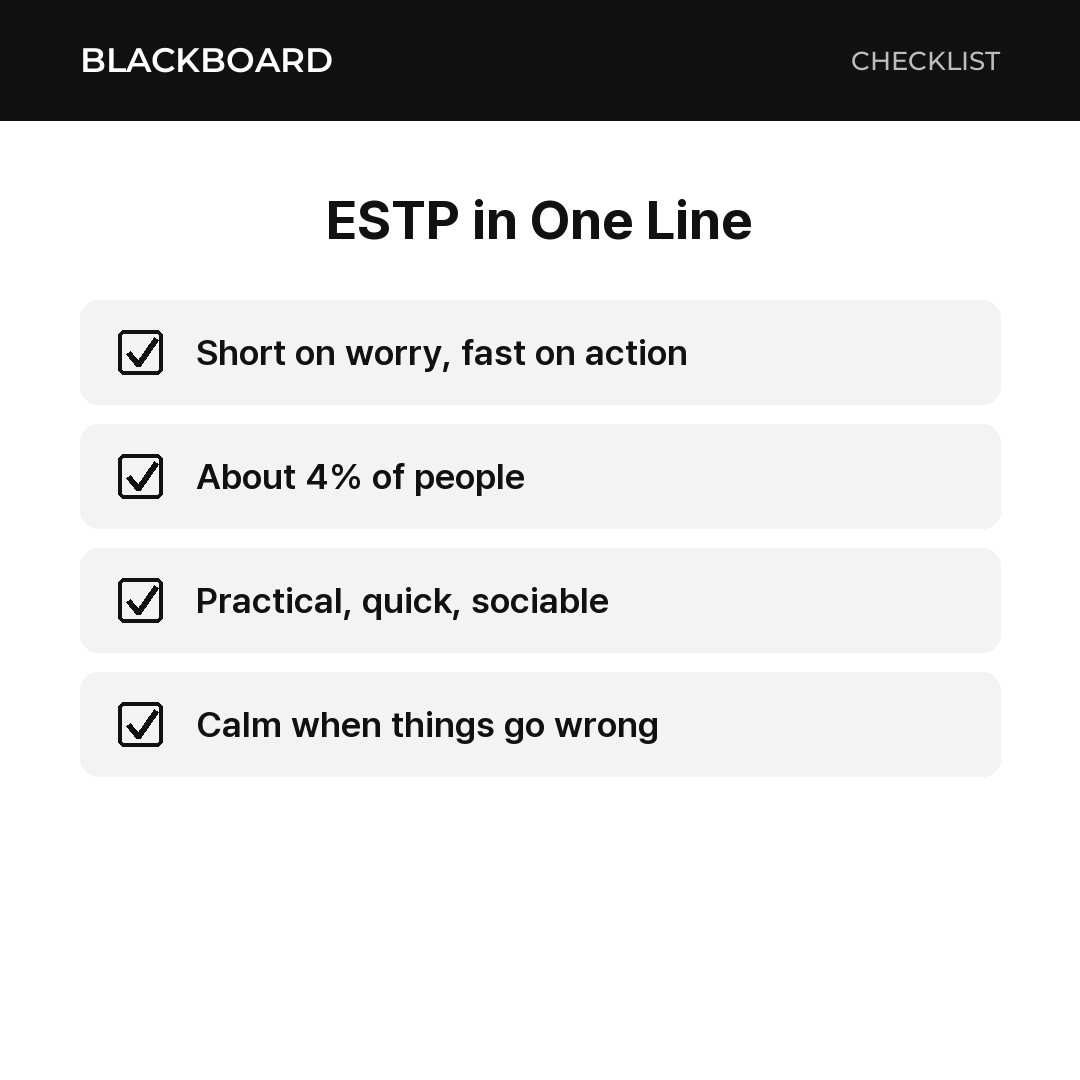 BLACKBOARD
CHECKLIST
ESTP in One Line
Short on worry, fast on action
About 4% of people
Practical, quick, sociable
Calm when things go wrong